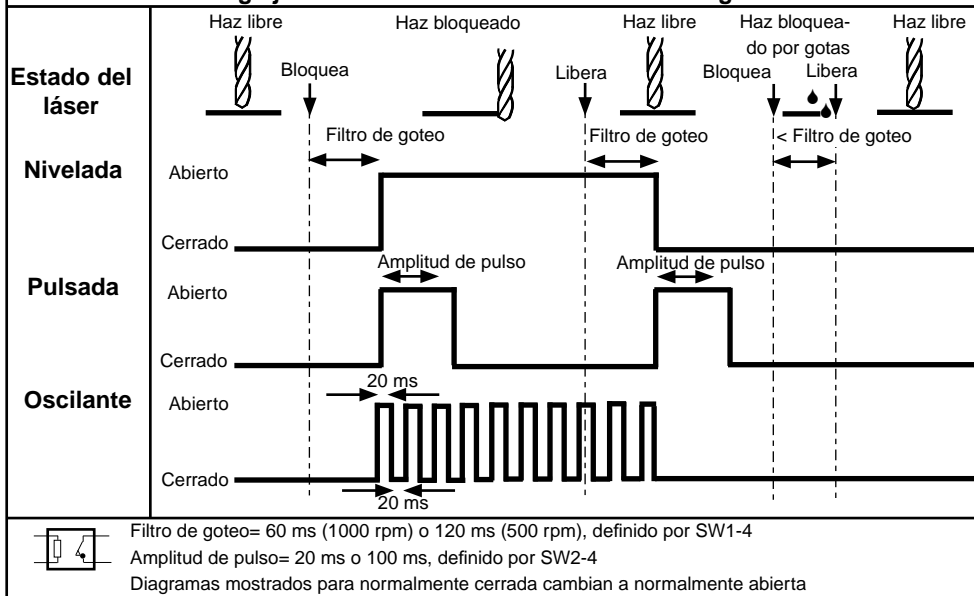 Haz libre
Haz bloqueado
Haz libre
Haz bloquea-
do por gotas
Haz libre
Estado del
láser
Bloquea
Libera
Bloquea
Libera
Filtro de goteo
Filtro de goteo
< Filtro de goteo
Nivelada
Abierto
Cerrado
Amplitud de pulso
Amplitud de pulso
Pulsada
Abierto
Cerrado
20 ms
Oscilante
Abierto
Cerrado
20 ms
Filtro de goteo= 60 ms (1000 rpm) o 120 ms (500 rpm), definido por SW1-4
Amplitud de pulso= 20 ms o 100 ms, definido por SW2-4
Diagramas mostrados para normalmente cerrada cambian a normalmente abierta